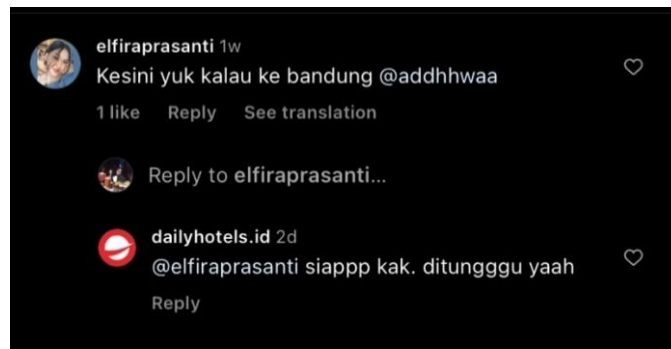 elfiraprasanti 1w
Kesini yuk kalau ke bandung @addhhwaa
1 like Reply See translation
Reply to elfiraprasanti...
dailyhotels.id 2d
@elfiraprasanti siappp kak. ditungggu yaah
Reply